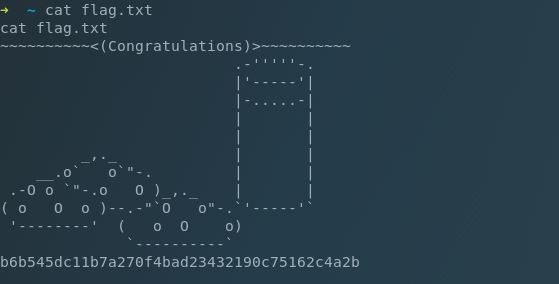 ➜  ~ cat flag.txt
cat flag.txt
~~~~~~~~~~<(Congratulations)>~~~~~~~~~~
                          .-'''''-.
                          |'-----'|
                          |-.....-|
                          |       |
                          |       |
         _,._             |       |
    __.o`   o`"-.         |       |
 .-O o `"-.o   O )_,._    |       |
( o   O  o )--.-"`O   o"-.`'-----'`
 '--------'  (   o  O    o)
              `----------`
b6b545dc11b7a270f4bad23432190c75162c4a2b